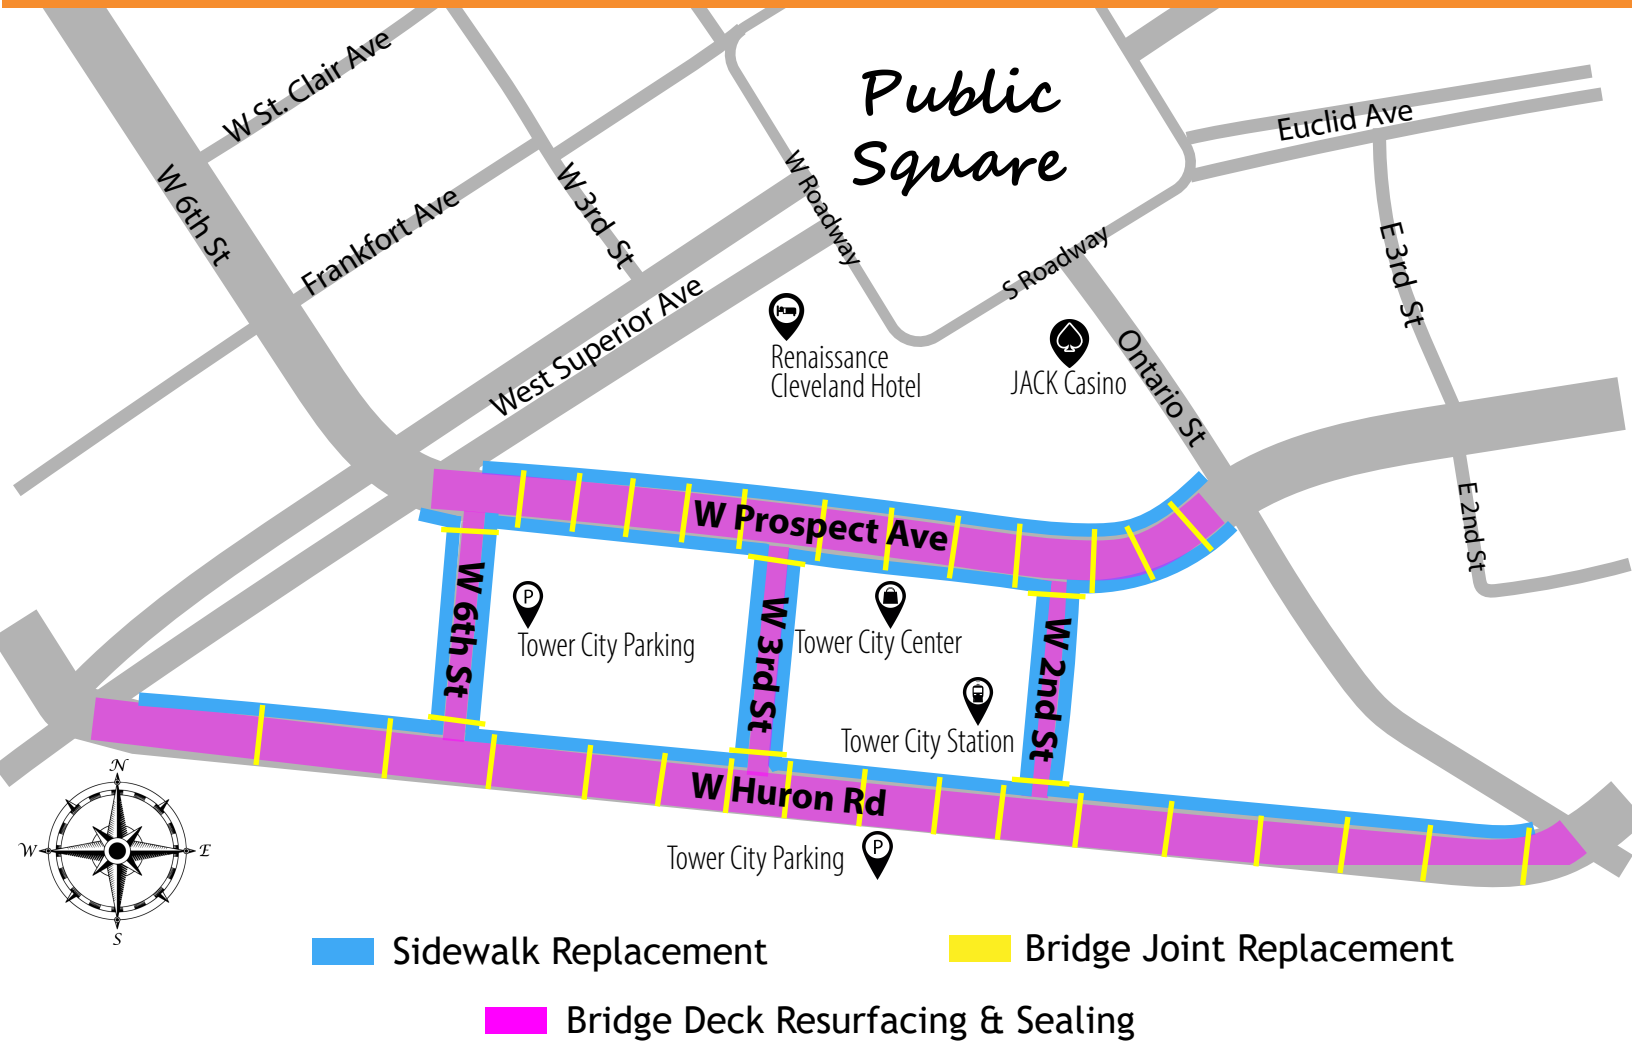 W St. Clair Ave
Public
Square
Euclid Ave
W 6th St
W 3rd St
W Roadway
Frankfort Ave
S Roadway
E 3rd St
West Superior Ave
Renaissance
Cleveland Hotel
JACK Casino
Ontario St
W Prospect Ave
E 2nd St
W 6th St
W 3rd St
W 2nd St
Tower City Parking
P
Tower City Center
Tower City Station
W Huron Rd
Tower City Parking
P
N
W
E
S
Sidewalk Replacement
Bridge Joint Replacement
Bridge Deck Resurfacing & Sealing